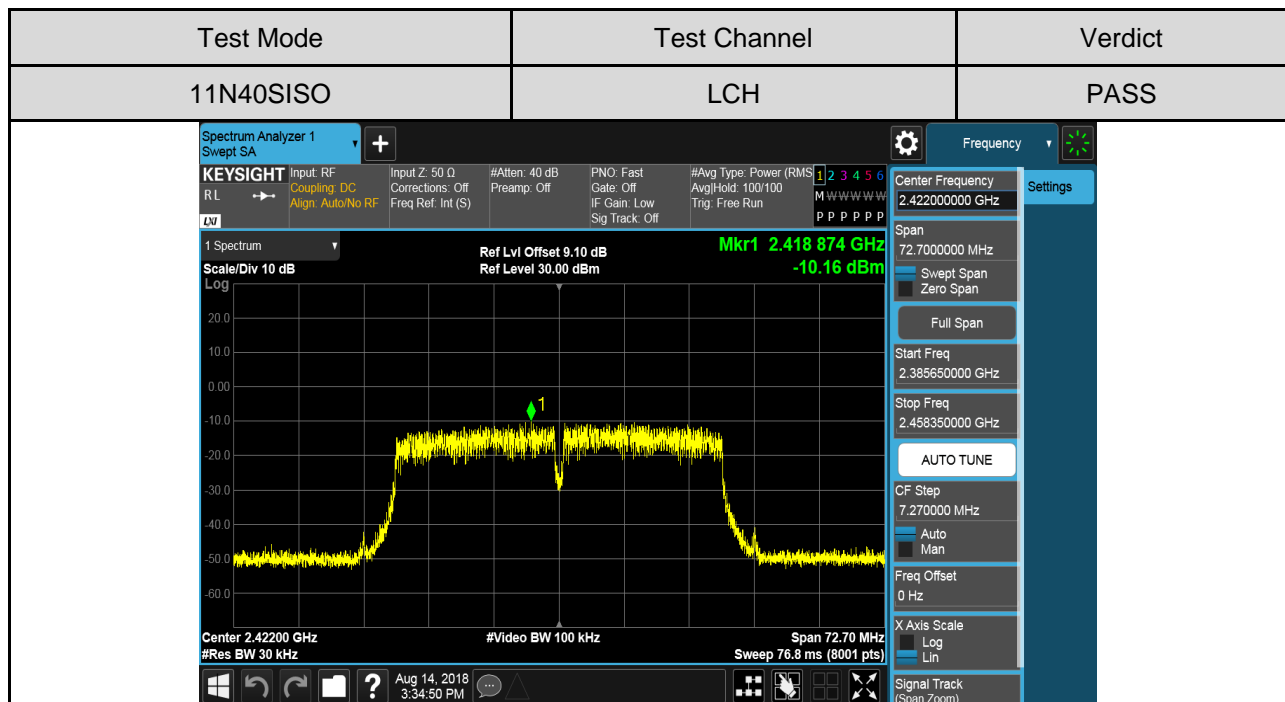 Test Mode Test Channel Verdict
11N40SISO LCH PASS
Spectrum Analyzer 1
Swept SA
Frequency
KEYSIGHT
R L
LXI
Input: RF
Coupling: DC
Align: Auto/No RF
Input Z: 50 Ω
Corrections: Off
Freq Ref: Int (S)
#Atten: 40 dB
Preamp: Off
PNO: Fast
Gate: Off
IF Gain: Low
Sig Track: Off
#Avg Type: Power (RMS
Avg|Hold: 100/100
Trig: Free Run
1 2 3 4 5 6
M W W W W W
P P P P P P
1 Spectrum
Scale/Div 10 dB
Ref Lvl Offset 9.10 dB
Ref Level 30.00 dBm
Mkr1 2.418 874 GHz
-10.16 dBm
Log
20.0
10.0
0.00
-10.0
-20.0
-30.0
-40.0
-50.0
-60.0
1
Center 2.42200 GHz
#Res BW 30 kHz
#Video BW 100 kHz
Span 72.70 MHz
Sweep 76.8 ms (8001 pts)
Aug 14, 2018
3:34:50 PM
Center Frequency
2.422000000 GHz
Settings
Span
72.7000000 MHz
Swept Span
Zero Span
Full Span
Start Freq
2.385650000 GHz
Stop Freq
2.458350000 GHz
AUTO TUNE
CF Step
7.270000 MHz
Auto
Man
Freq Offset
0 Hz
X Axis Scale
Log
Lin
Signal Track
(Span Zoom)